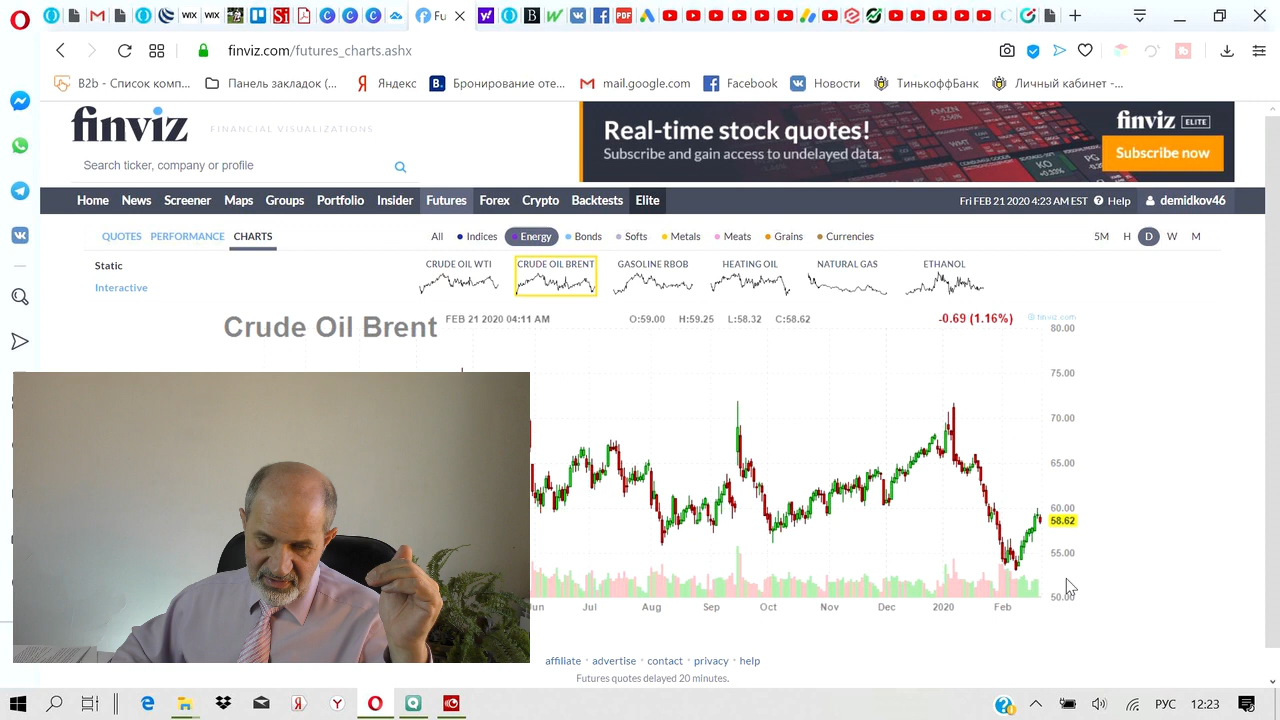 WIX WIX Si C C C Fu B W PDF
finviz.com/futures_charts.ashx
B2b - Список комп... Панель закладок (... Яндекс B. Бронирование оте... mail.google.com Facebook Новости ТинькоффБанк Личный кабинет -...
finviz FINANCIAL VISUALIZATIONS
Search ticker, company or profile
Real-time stock quotes!
Subscribe and gain access to undelayed data.
finviz ELITE
Subscribe now
Home News Screener Maps Groups Portfolio Insider Futures Forex Crypto Backtests Elite Fri FEB 21 2020 4:23 AM EST Help demidkov46
QUOTES PERFORMANCE CHARTS All Indices Energy Bonds Softs Metals Meats Grains Currencies 5M H D W M
Static
Interactive
CRUDE OIL WTI CRUDE OIL BRENT GASOLINE RBOB HEATING OIL NATURAL GAS ETHANOL
Crude Oil Brent FEB 21 2020 04:11 AM O:59.00 H:59.25 L:58.32 C:58.62 -0.69 (1.16%) © finviz.com
80.00
75.00
70.00
65.00
60.00
58.62
55.00
50.00
Jun Jul Aug Sep Oct Nov Dec 2020 Feb
affiliate • advertise • contact • privacy • help
Futures quotes delayed 20 minutes.
РУС 12:23